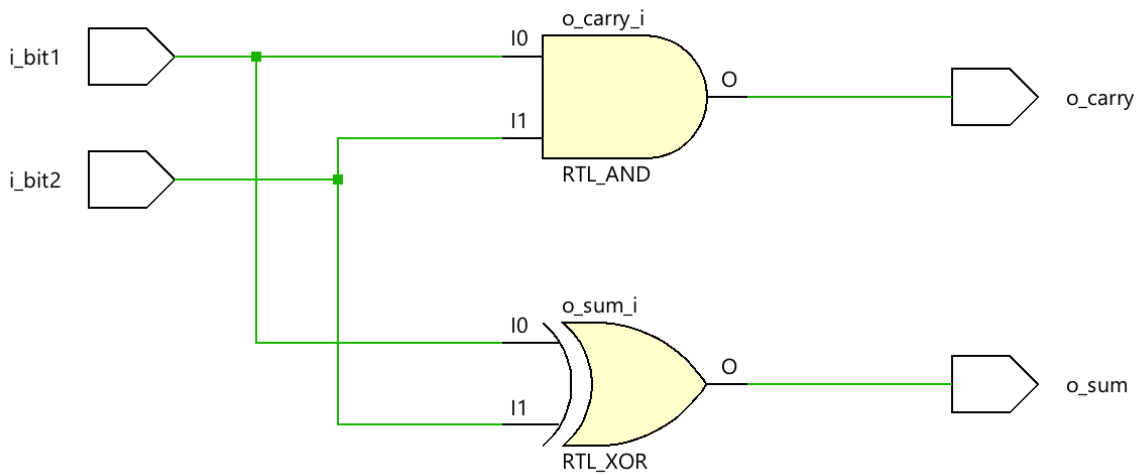 o_carry_i
i_bit1
I0
O
o_carry
I1
i_bit2
RTL_AND
o_sum_i
I0
O
o_sum
I1
RTL_XOR